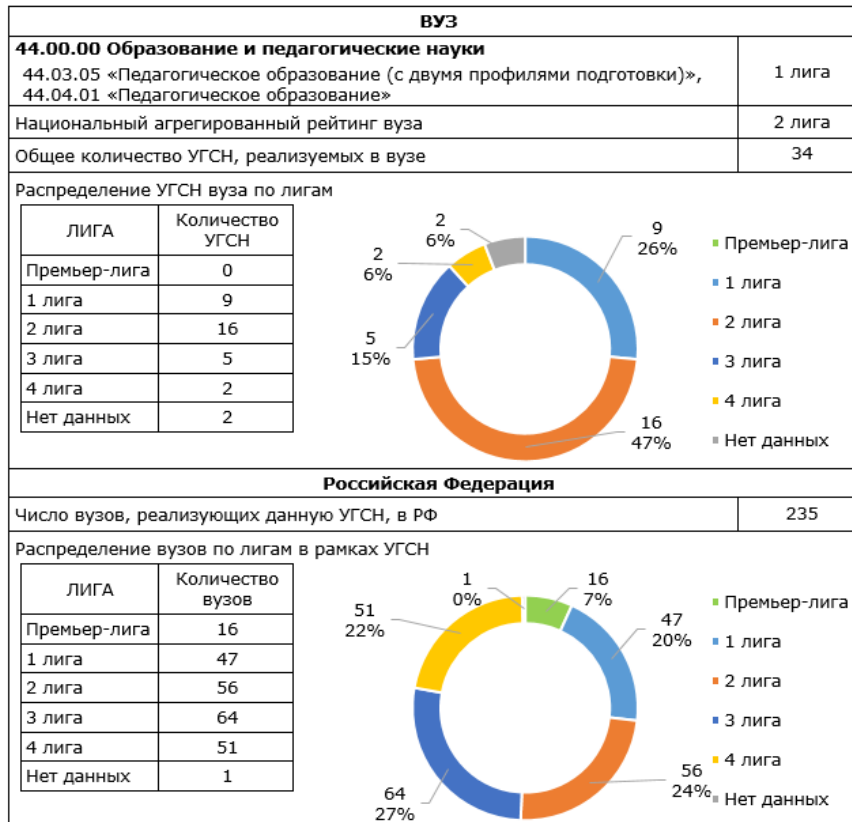 ВУЗ
44.00.00 Образование и педагогические науки
44.03.05 «Педагогическое образование (с двумя профилями подготовки)»,
44.04.01 «Педагогическое образование»
1 лига
Национальный агрегированный рейтинг вуза
2 лига
Общее количество УГСН, реализуемых в вузе
34
Распределение УГСН вуза по лигам
ЛИГА
Количество
УГСН
Премьер-лига
0
1 лига
9
2 лига
16
3 лига
5
4 лига
2
Нет данных
2
2
6%
9
26%
2
6%
5
15%
16
47%
Премьер-лига
1 лига
2 лига
3 лига
4 лига
Нет данных
Российская Федерация
Число вузов, реализующих данную УГСН, в РФ
235
Распределение вузов по лигам в рамках УГСН
ЛИГА
Количество
вузов
Премьер-лига
16
1 лига
47
2 лига
56
3 лига
64
4 лига
51
Нет данных
1
1
0%
16
7%
51
22%
47
20%
64
27%
56
24%
Премьер-лига
1 лига
2 лига
3 лига
4 лига
Нет данных